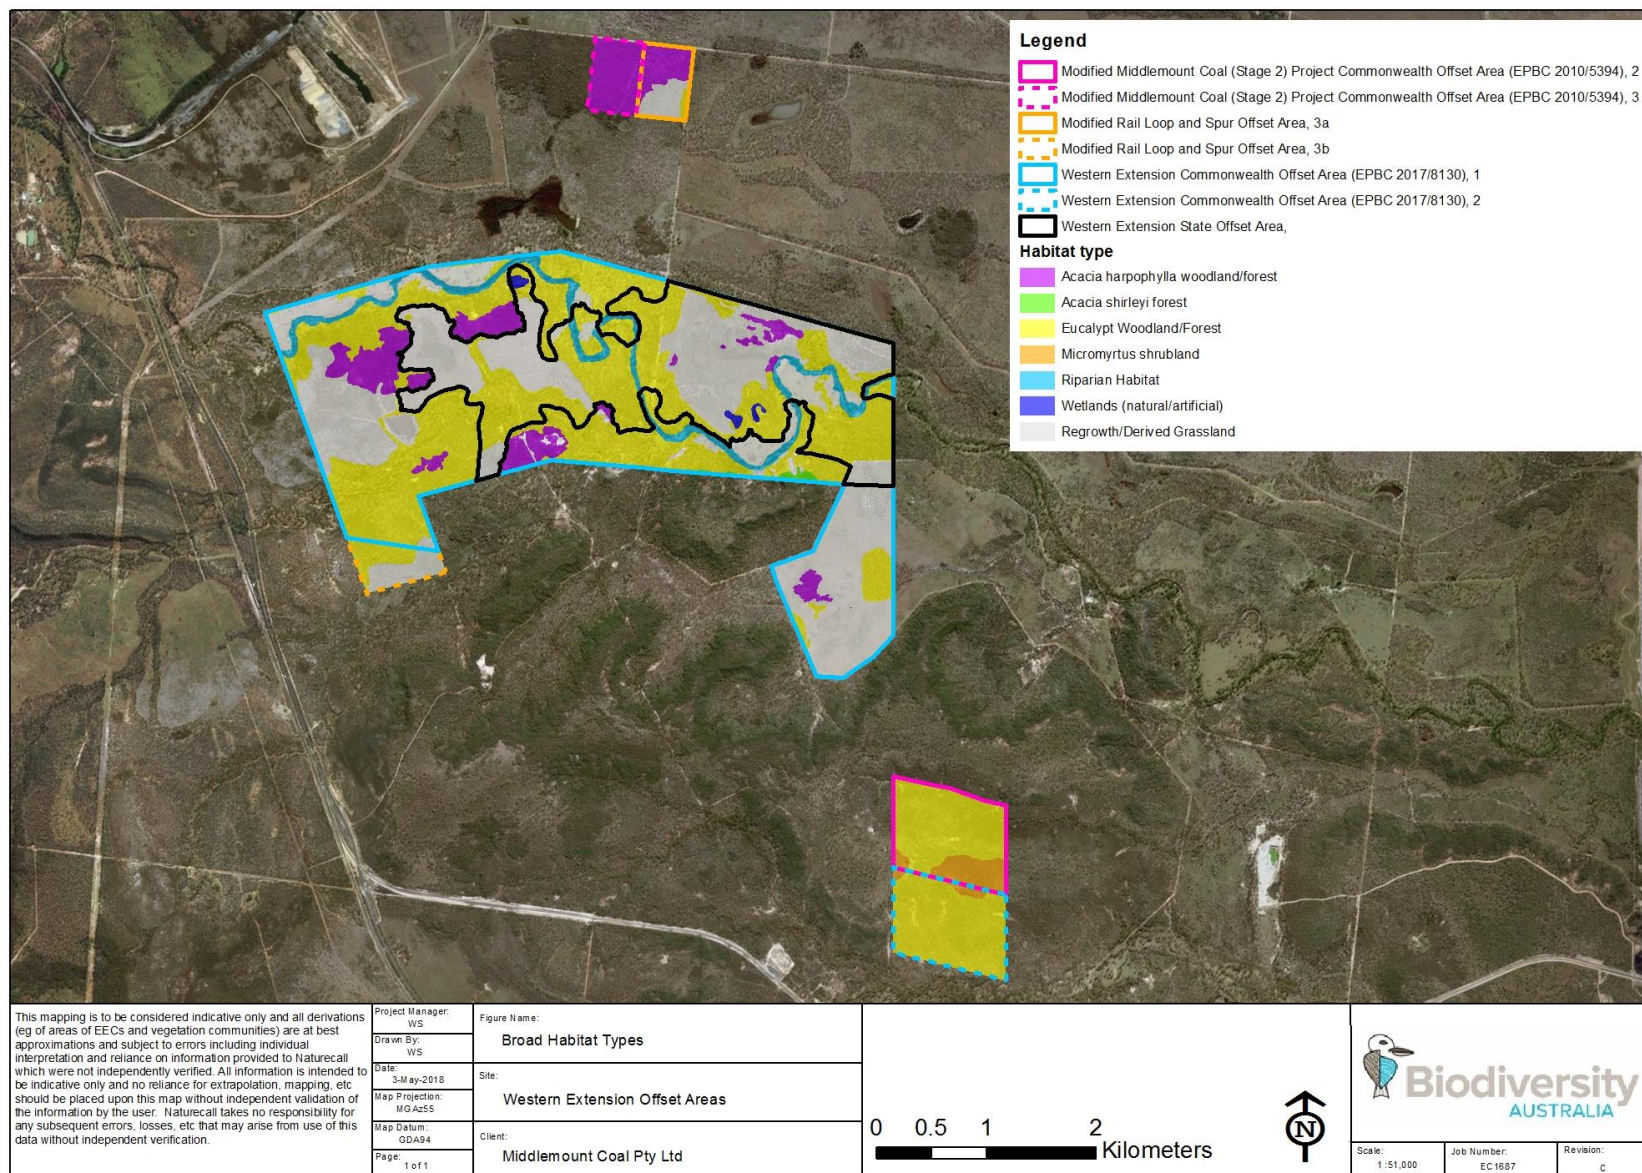 Legend
Modified Middlemount Coal (Stage 2) Project Commonwealth Offset Area (EPBC 2010/5394), 2
Modified Middlemount Coal (Stage 2) Project Commonwealth Offset Area (EPBC 2010/5394), 3
Modified Rail Loop and Spur Offset Area, 3a
Modified Rail Loop and Spur Offset Area, 3b
Western Extension Commonwealth Offset Area (EPBC 2017/8130), 1
Western Extension Commonwealth Offset Area (EPBC 2017/8130), 2
Western Extension State Offset Area,
Habitat type
Acacia harpophylla woodland/forest
Acacia shirleyi forest
Eucalypt Woodland/Forest
Micromyrtus shrubland
Riparian Habitat
Wetlands (natural/artificial)
Regrowth/Derived Grassland
This mapping is to be considered indicative only and all derivations
(eg of areas of EECs and vegetation communities) are at best
approximations and subject to errors including individual
interpretation and reliance on information provided to Naturecall
which were not independently verified. All information is intended to
be indicative only and no reliance for extrapolation, mapping, etc
should be placed upon this map without independent validation of
the information by the user. Naturecall takes no responsibility for
any subsequent errors, losses, etc that may arise from use of this
data without independent verification.
Project Manager:
WS
Drawn By:
WS
Date:
3-May-2018
Map Projection:
MGAz55
Map Datum:
GDA94
Page:
1 of 1
Figure Name:
Broad Habitat Types
Site:
Western Extension Offset Areas
Client:
Middlemount Coal Pty Ltd
0 0.5 1 2
Kilometers
N
Biodiversity
AUSTRALIA
Scale:
1:51,000
Job Number:
EC1687
Revision:
C